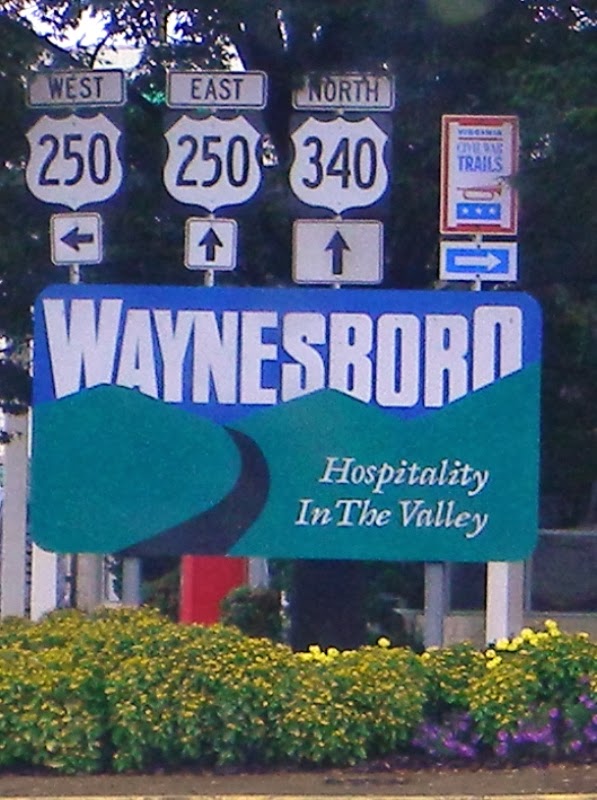 WEST
250
EAST
250
NORTH
340
VIRGINIA
CIVIL WAR
TRAILS
WAYNESBORO
Hospitality
In The Valley